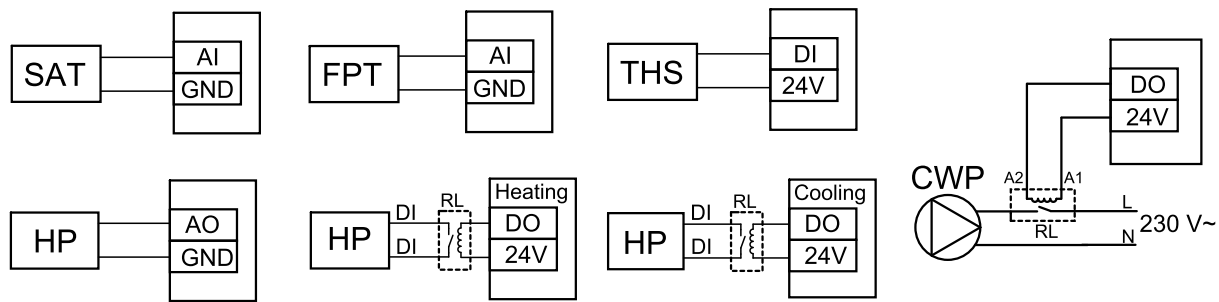 SAT
AI
GND
FPT
AI
GND
THS
DI
24V
DO
24V
CWP
A2
A1
RL
L
N
230 V~
HP
AO
GND
HP
DI
DI
RL
Heating
DO
24V
HP
DI
DI
RL
Cooling
DO
24V